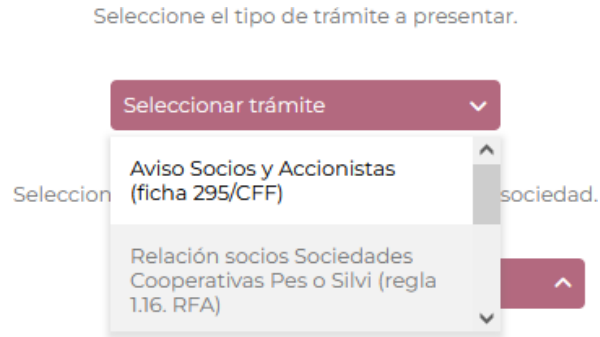 Seleccione el tipo de trámite a presentar.
Seleccionar trámite
Aviso Socios y Accionistas
(ficha 295/CFF)
Seleccion sociedad.
Relación socios Sociedades
Cooperativas Pes o Silvi (regla
1.16. RFA)